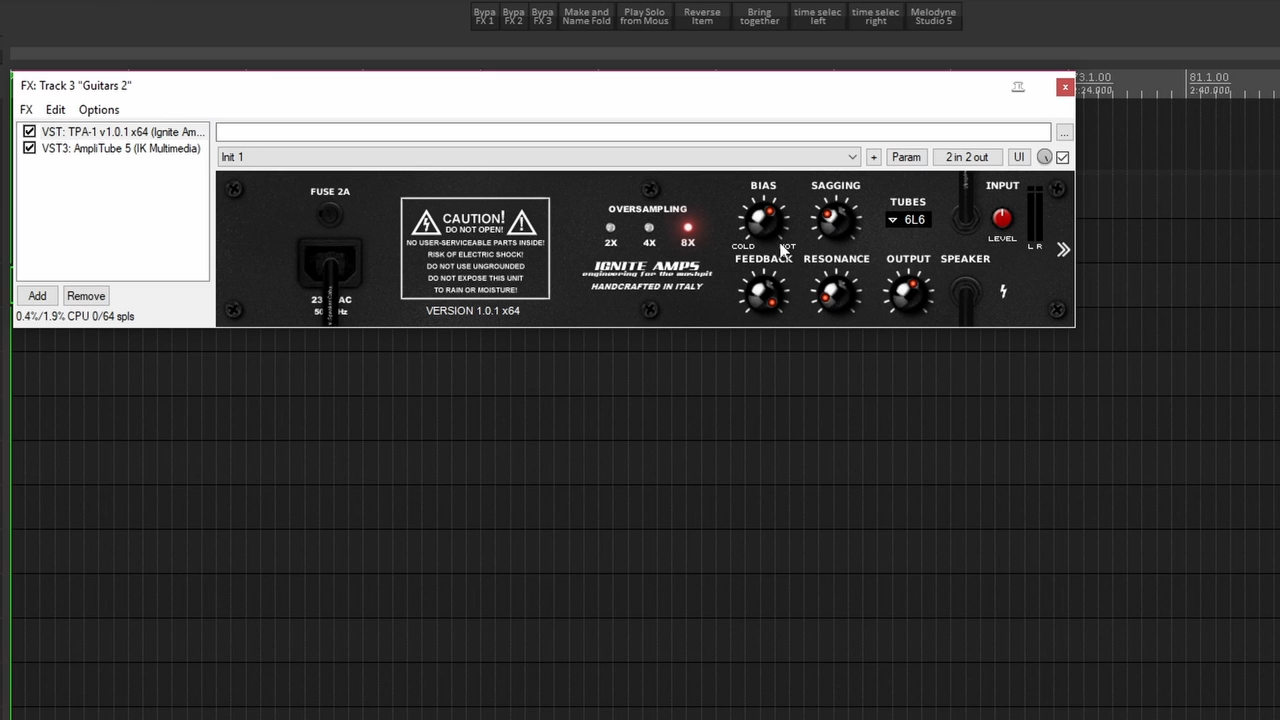 Bypa FX 1
Bypa FX 2
Bypa FX 3
Make and Name Fold
Play Solo from Mous
Reverse Item
Bring together
time selec left
time selec right
Melodyne Studio 5
73.1.00
2:24.000
81.1.00
2:40.000
FX: Track 3 "Guitars 2"
FX Edit Options
VST: TPA-1 v1.0.1 x64 (Ignite Am...
VST3: AmpliTube 5 (IK Multimedia)
Add Remove
0.4%/1.9% CPU 0/64 spls
...
Init 1
+ Param 2 in 2 out UI
FUSE 2A
CAUTION!
DO NOT OPEN!
NO USER-SERVICEABLE PARTS INSIDE!
RISK OF ELECTRIC SHOCK!
DO NOT USE UNGROUNDED
DO NOT EXPOSE THIS UNIT
TO RAIN OR MOISTURE!
VERSION 1.0.1 x64
OVERSAMPLING
2X 4X 8X
IGNITE AMPS
engineering for the moshpit
HANDCRAFTED IN ITALY
BIAS SAGGING
COLD HOT
TUBES
6L6
INPUT
LEVEL
L R
FEEDBACK RESONANCE OUTPUT SPEAKER